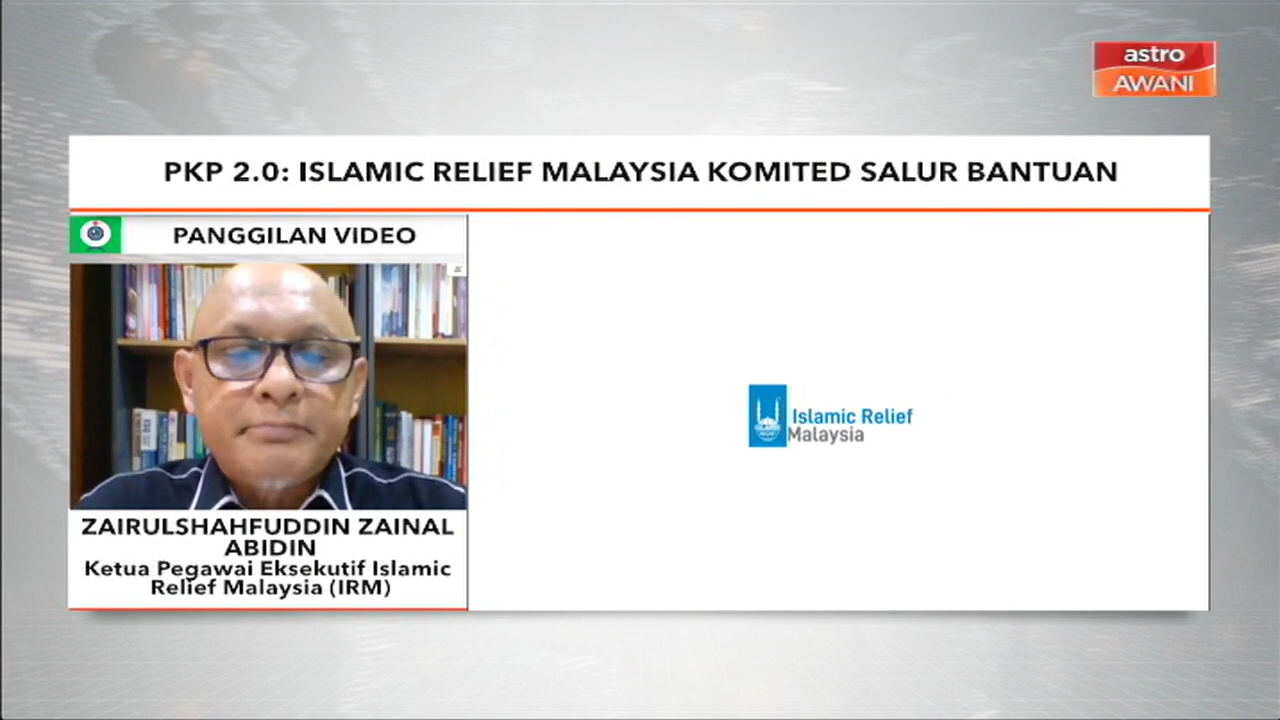 astro
AWANI
PKP 2.0: ISLAMIC RELIEF MALAYSIA KOMITED SALUR BANTUAN
PANGGILAN VIDEO
ZAIRULSHAHFUDDIN ZAINAL
ABIDIN
Ketua Pegawai Eksekutif Islamic
Relief Malaysia (IRM)
Islamic Relief
Malaysia